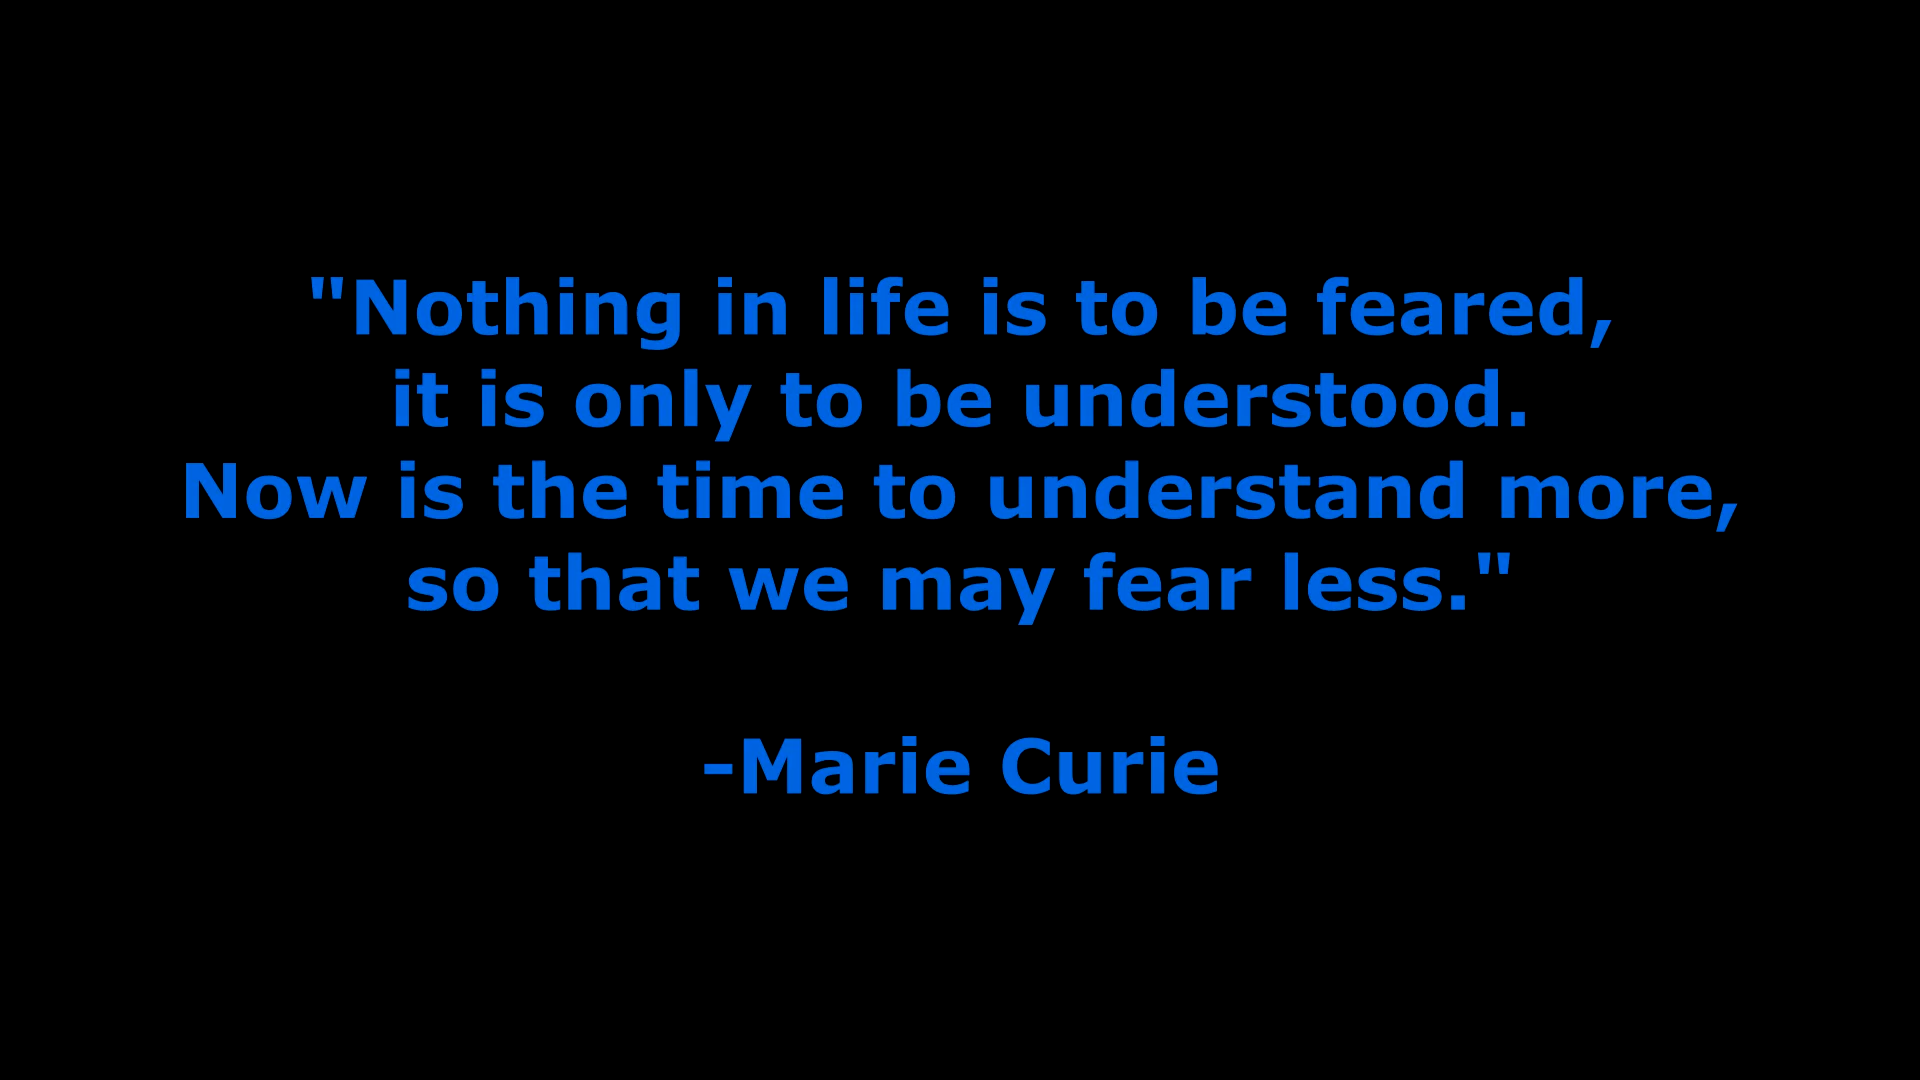 "Nothing in life is to be feared,
it is only to be understood.
Now is the time to understand more,
so that we may fear less."
-Marie Curie